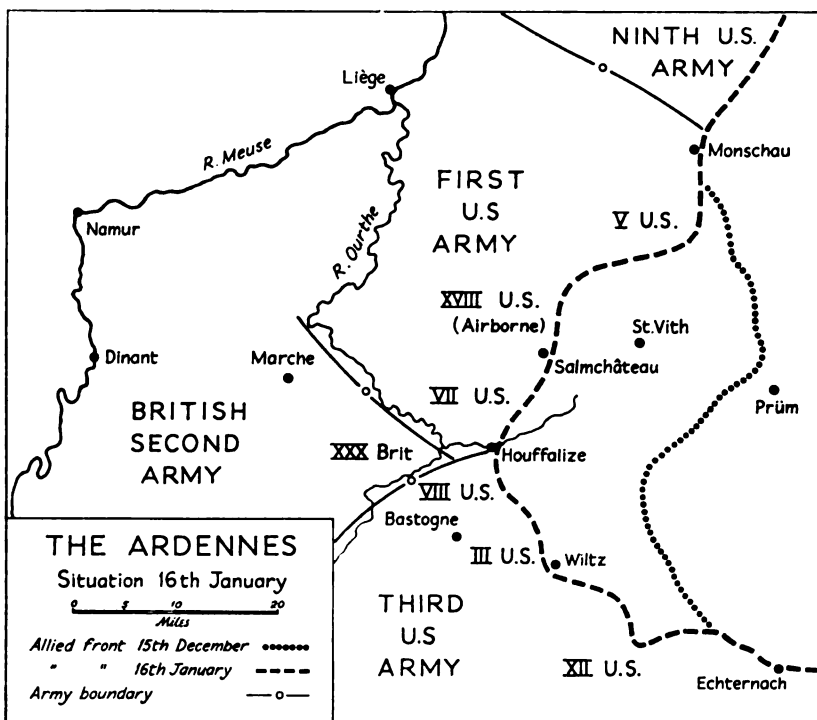 NINTH U.S.
ARMY
Liège
R. Meuse
Monschau
FIRST
U.S
ARMY
V U.S.
Namur
R. Ourthe
XVIII U.S.
(Airborne)
St.Vith
Dinant
Marche
Salmchâteau
Prüm
VII U.S.
BRITISH
SECOND
ARMY
XXX Brit
Houffalize
VIII U.S.
Bastogne
III U.S.
Wiltz
THIRD
U.S
ARMY
XII U.S.
Echternach
THE ARDENNES
Situation 16th January
0 5 10 20
Miles
Allied front 15th December
" " 16th January
Army boundary